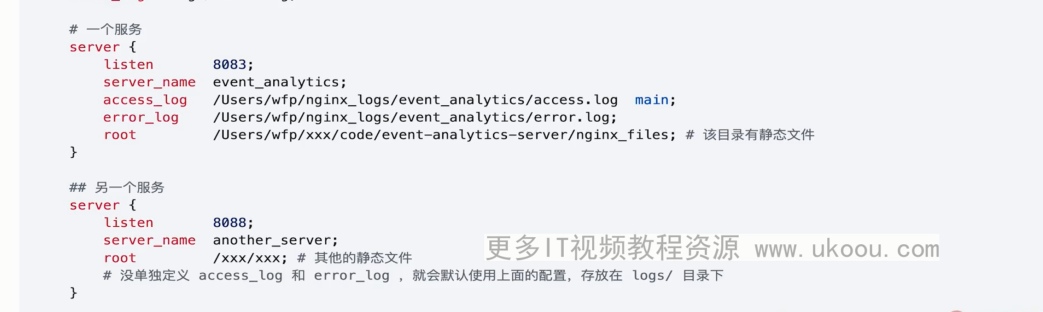 # 一个服务
server {
    listen       8083;
    server_name  event_analytics;
    access_log   /Users/wfp/nginx_logs/event_analytics/access.log  main;
    error_log    /Users/wfp/nginx_logs/event_analytics/error.log;
    root         /Users/wfp/xxx/code/event-analytics-server/nginx_files; # 该目录有静态文件
}
## 另一个服务
server {
    listen       8088;
    server_name  another_server;
    root         /xxx/xxx; # 其他的静态文件
    # 没单独定义 access_log 和 error_log ，就会默认使用上面的配置，存放在 logs/ 目录下
}
更多IT视频教程资源 www.ukoou.com